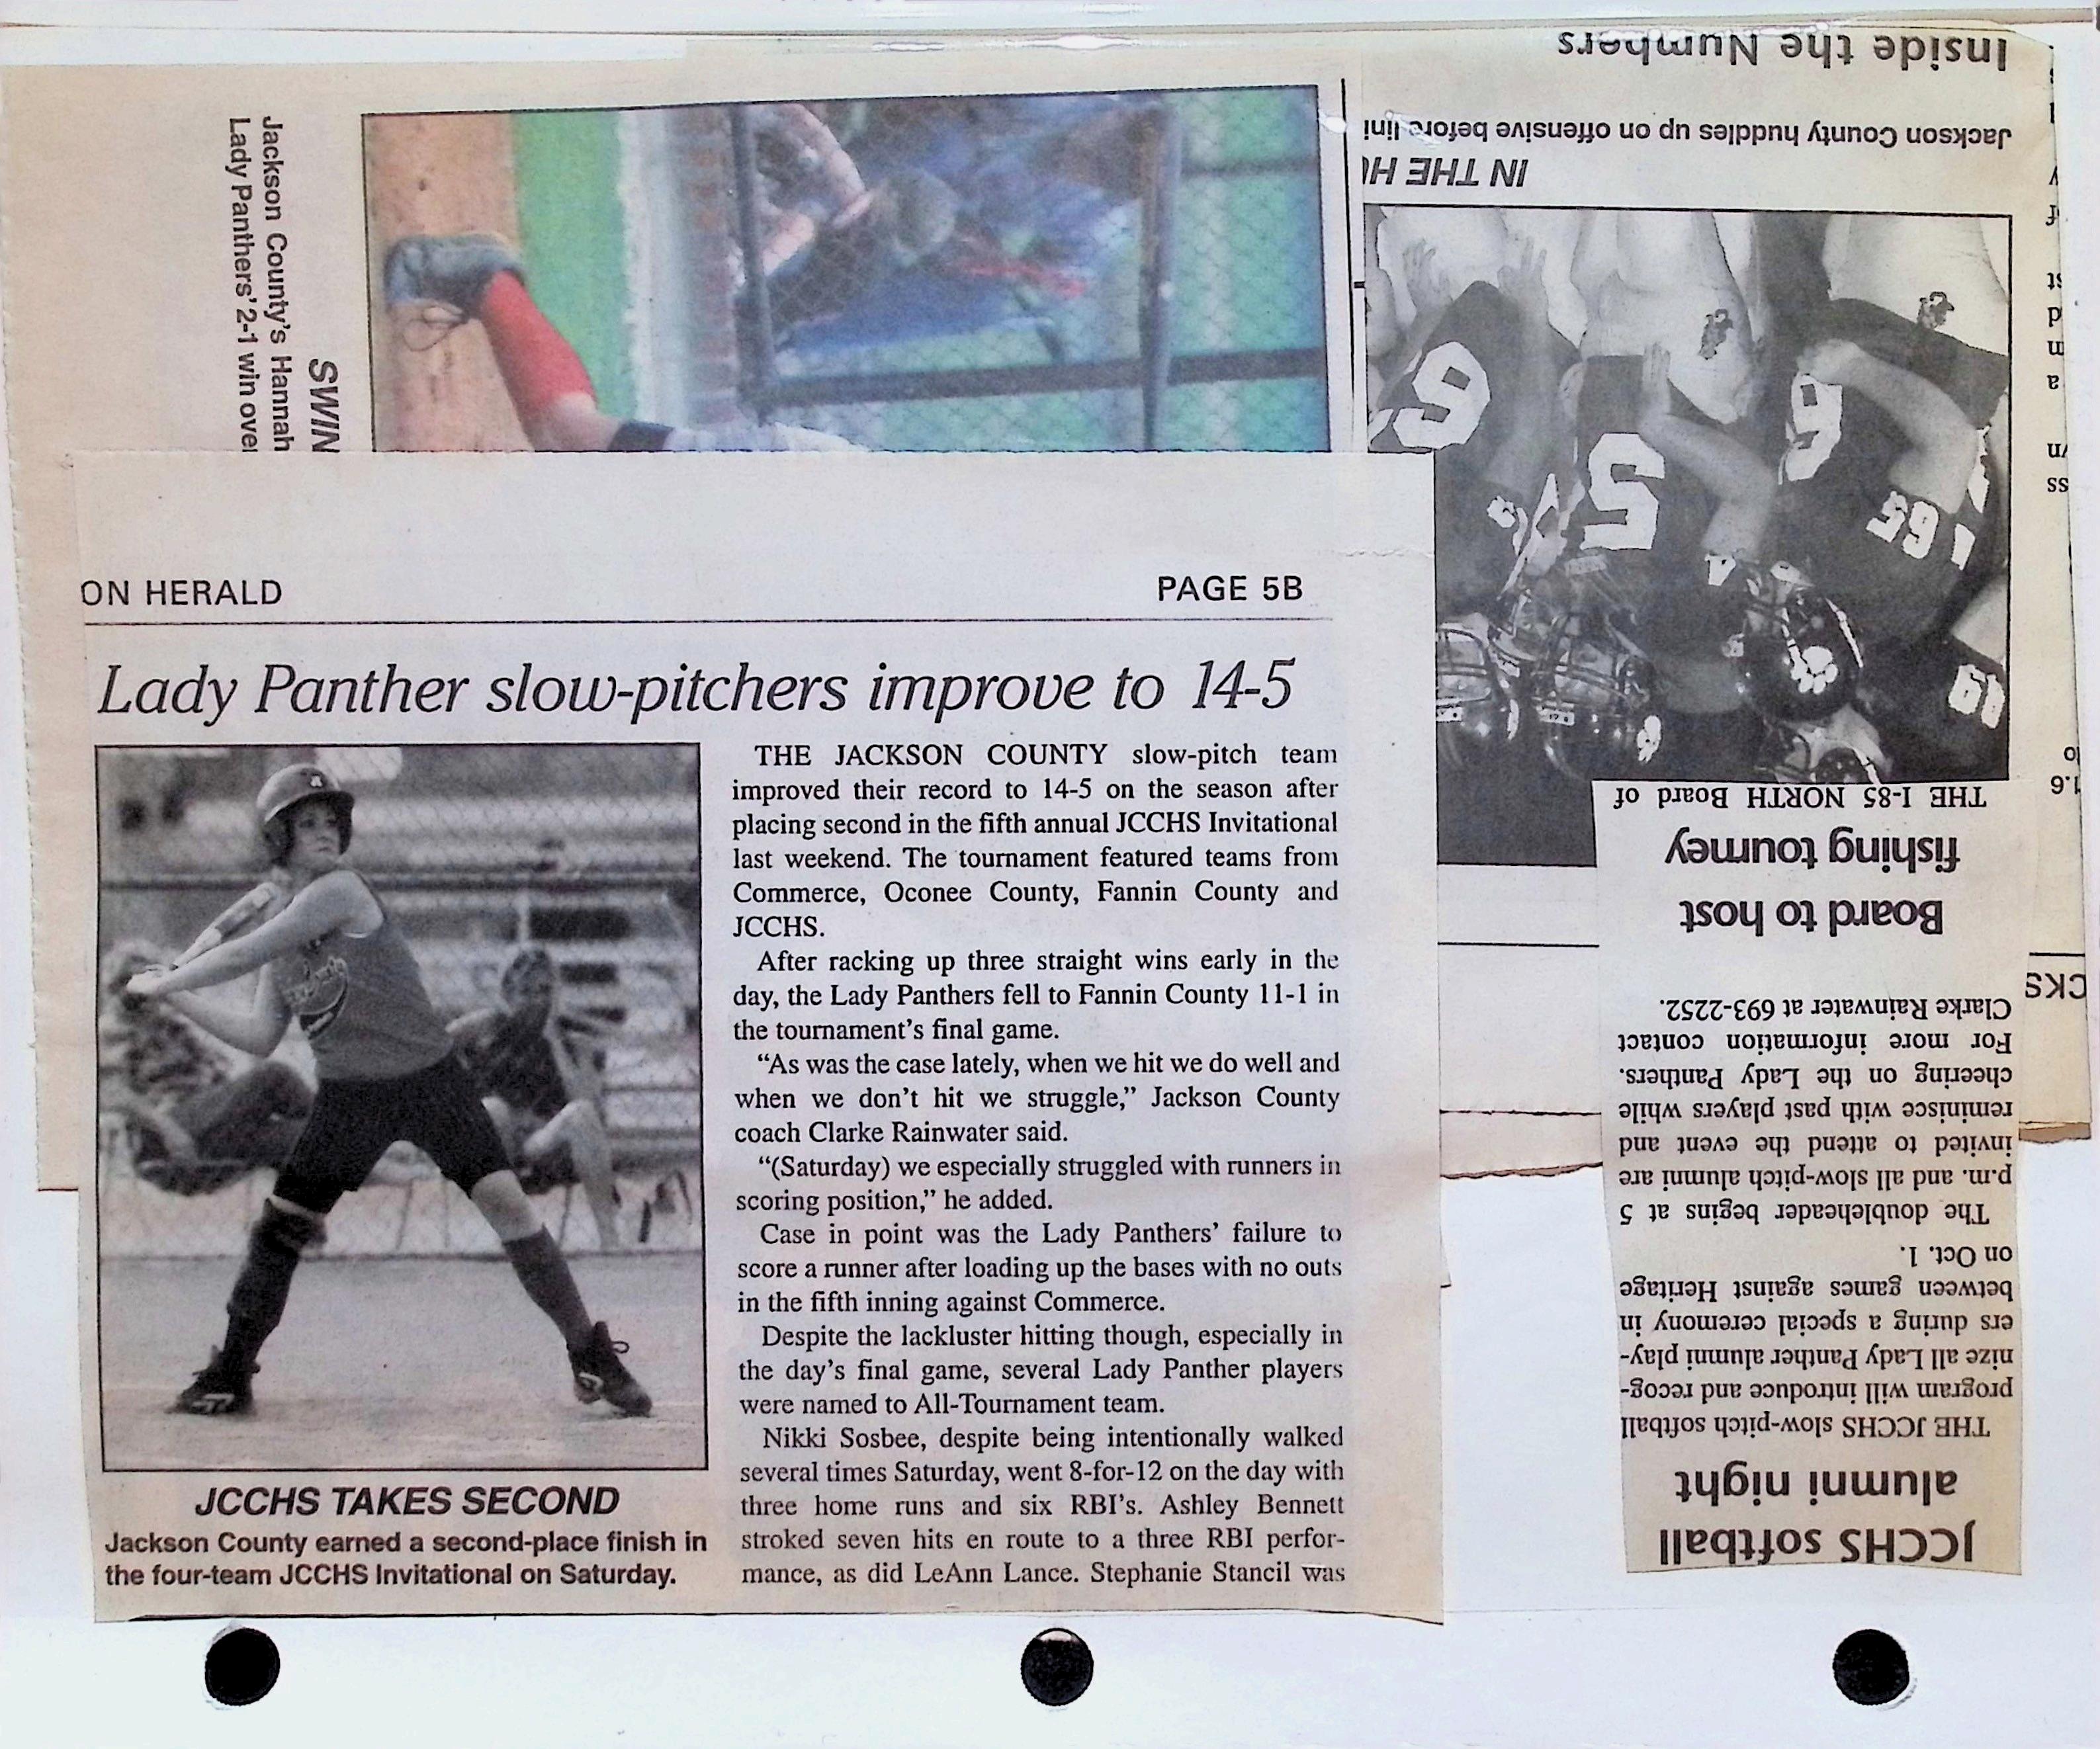 ON HERALD
PAGE 5B
Lady Panther slow-pitchers improve to 14-5
THE JACKSON COUNTY slow-pitch team
improved their record to 14-5 on the season after
placing second in the fifth annual JCCHS Invitational
last weekend. The tournament featured teams from
Commerce, Oconee County, Fannin County and
JCCHS.
After racking up three straight wins early in the
day, the Lady Panthers fell to Fannin County 11-1 in
the tournament's final game.
“As was the case lately, when we hit we do well and
when we don't hit we struggle,” Jackson County
coach Clarke Rainwater said.
“(Saturday) we especially struggled with runners in
scoring position,” he added.
Case in point was the Lady Panthers' failure to
score a runner after loading up the bases with no outs
in the fifth inning against Commerce.
Despite the lackluster hitting though, especially in
the day's final game, several Lady Panther players
were named to All-Tournament team.
Nikki Sosbee, despite being intentionally walked
several times Saturday, went 8-for-12 on the day with
three home runs and six RBI's. Ashley Bennett
stroked seven hits en route to a three RBI perfor-
mance, as did LeAnn Lance. Stephanie Stancil was
JCCHS TAKES SECOND
Jackson County earned a second-place finish in
the four-team JCCHS Invitational on Saturday.
SWIN
Jackson County's Hannah
Lady Panthers' 2-1 win over
JCCHS softball
alumni night
THE JCCHS slow-pitch softball
program will introduce and recog-
nize all Lady Panther alumni play-
ers during a special ceremony in
between games against Heritage
on Oct. 1.
The doubleheader begins at 5
p.m. and all slow-pitch alumni are
invited to attend the event and
reminisce with past players while
cheering on the Lady Panthers.
For more information contact
Clarke Rainwater at 693-2252.
Board to host
fishing tourney
THE I-85 NORTH Board of
CKS
5
9
65
IN THE HU
Jackson County huddles up on offensive before lini
Inside the Numbers